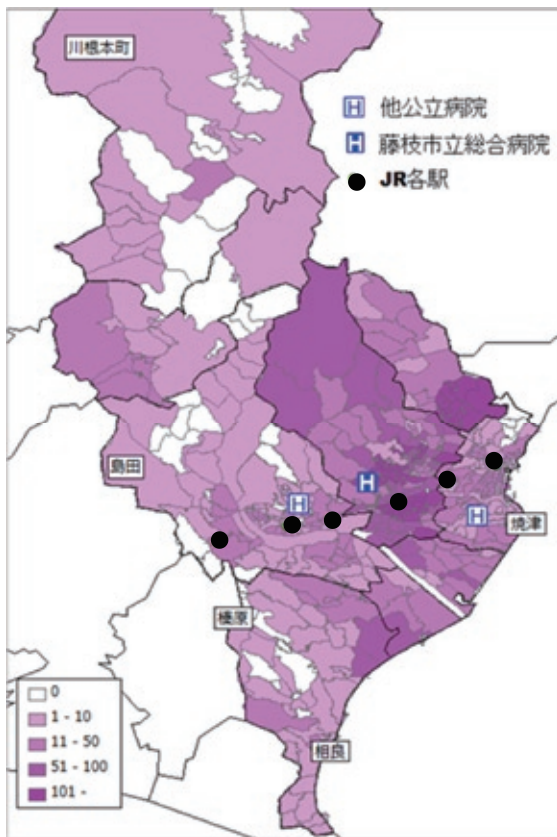 川根本町
H 他公立病院
H 藤枝市立総合病院
JR各駅
島田
H
H
H
焼津
榛原
相良
0
1 - 10
11 - 50
51 - 100
101 -